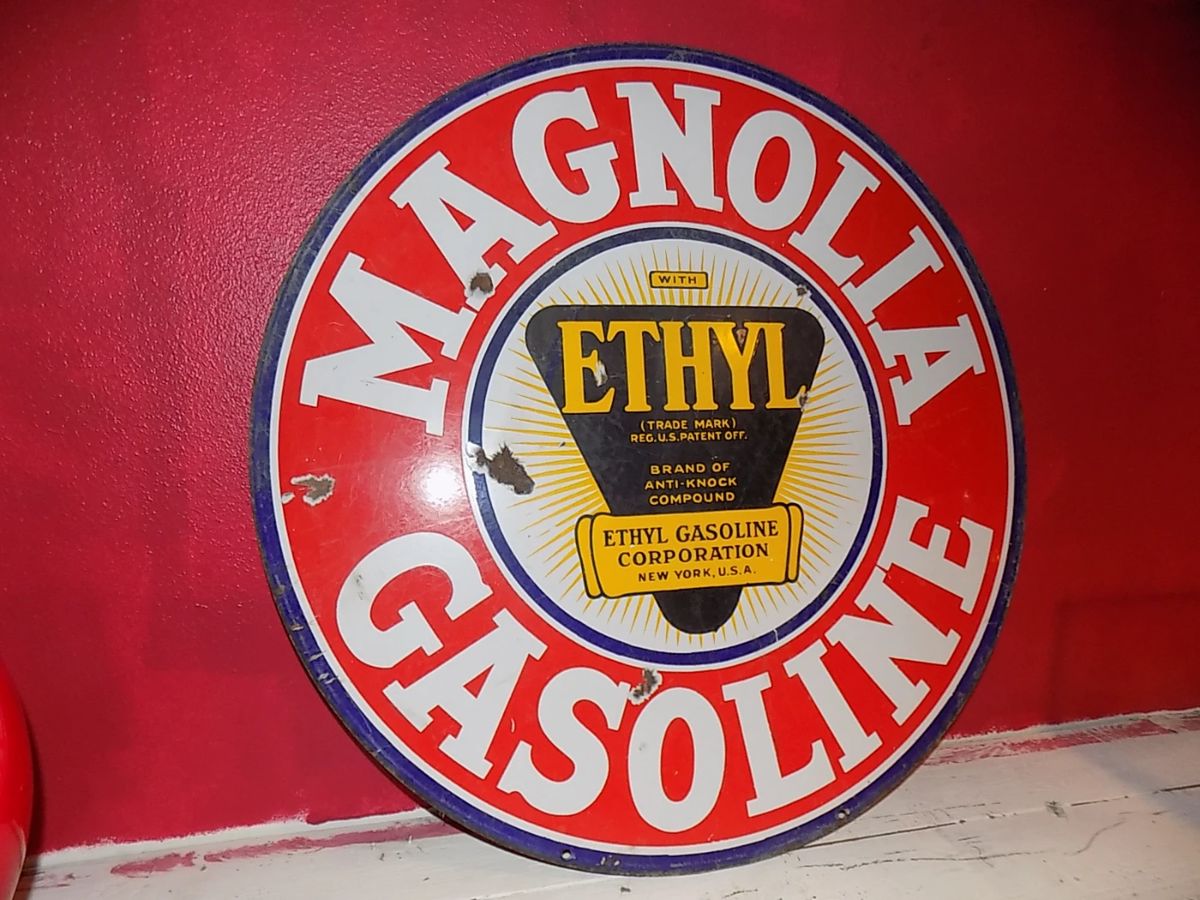 MAGNOLIA
WITH
ETHYL
(TRADE MARK)
REG. U.S. PATENT OFF.
BRAND OF
ANTI-KNOCK
COMPOUND
ETHYL GASOLINE
CORPORATION
NEW YORK, U.S.A.
GASOLINE